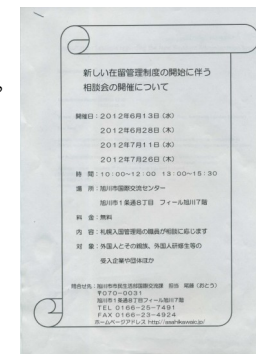 新しい在留管理制度の開始に伴う
相談会の開催について
開催日：２０１２年６月１３日（水）
２０１２年６月２８日（木）
２０１２年７月１１日（水）
２０１２年７月２６日（木）
時　間：１０：００～１２：００　１３：００～１５：３０
場　所：旭川市国際交流センター
旭川市１条通８丁目　フィール旭川７階
料　金：無料
内　容：札幌入国管理局の職員が相談に応じます
対　象：外国人とその親族、外国人研修生等の
受入企業や団体ほか
問合せ先：旭川市市民生活部国際交流課　担当
〒０７０－００３１
旭川市１条通８丁目フィール旭川７階
ＴＥＬ ０１６６－２５－７４９１
ＦＡＸ ０１６６－２３－４９２４
ホームページアドレス